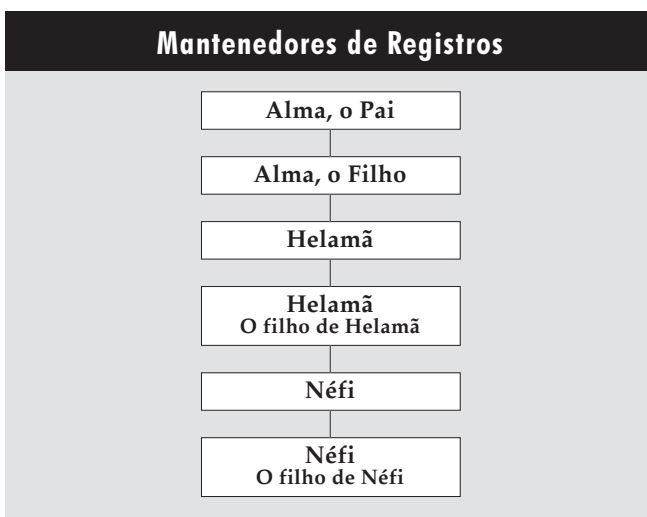 Mantenedores de Registros
Alma, o Pai
Alma, o Filho
Helamã
Helamã
O filho de Helamã
Néfi
Néfi
O filho de Néfi